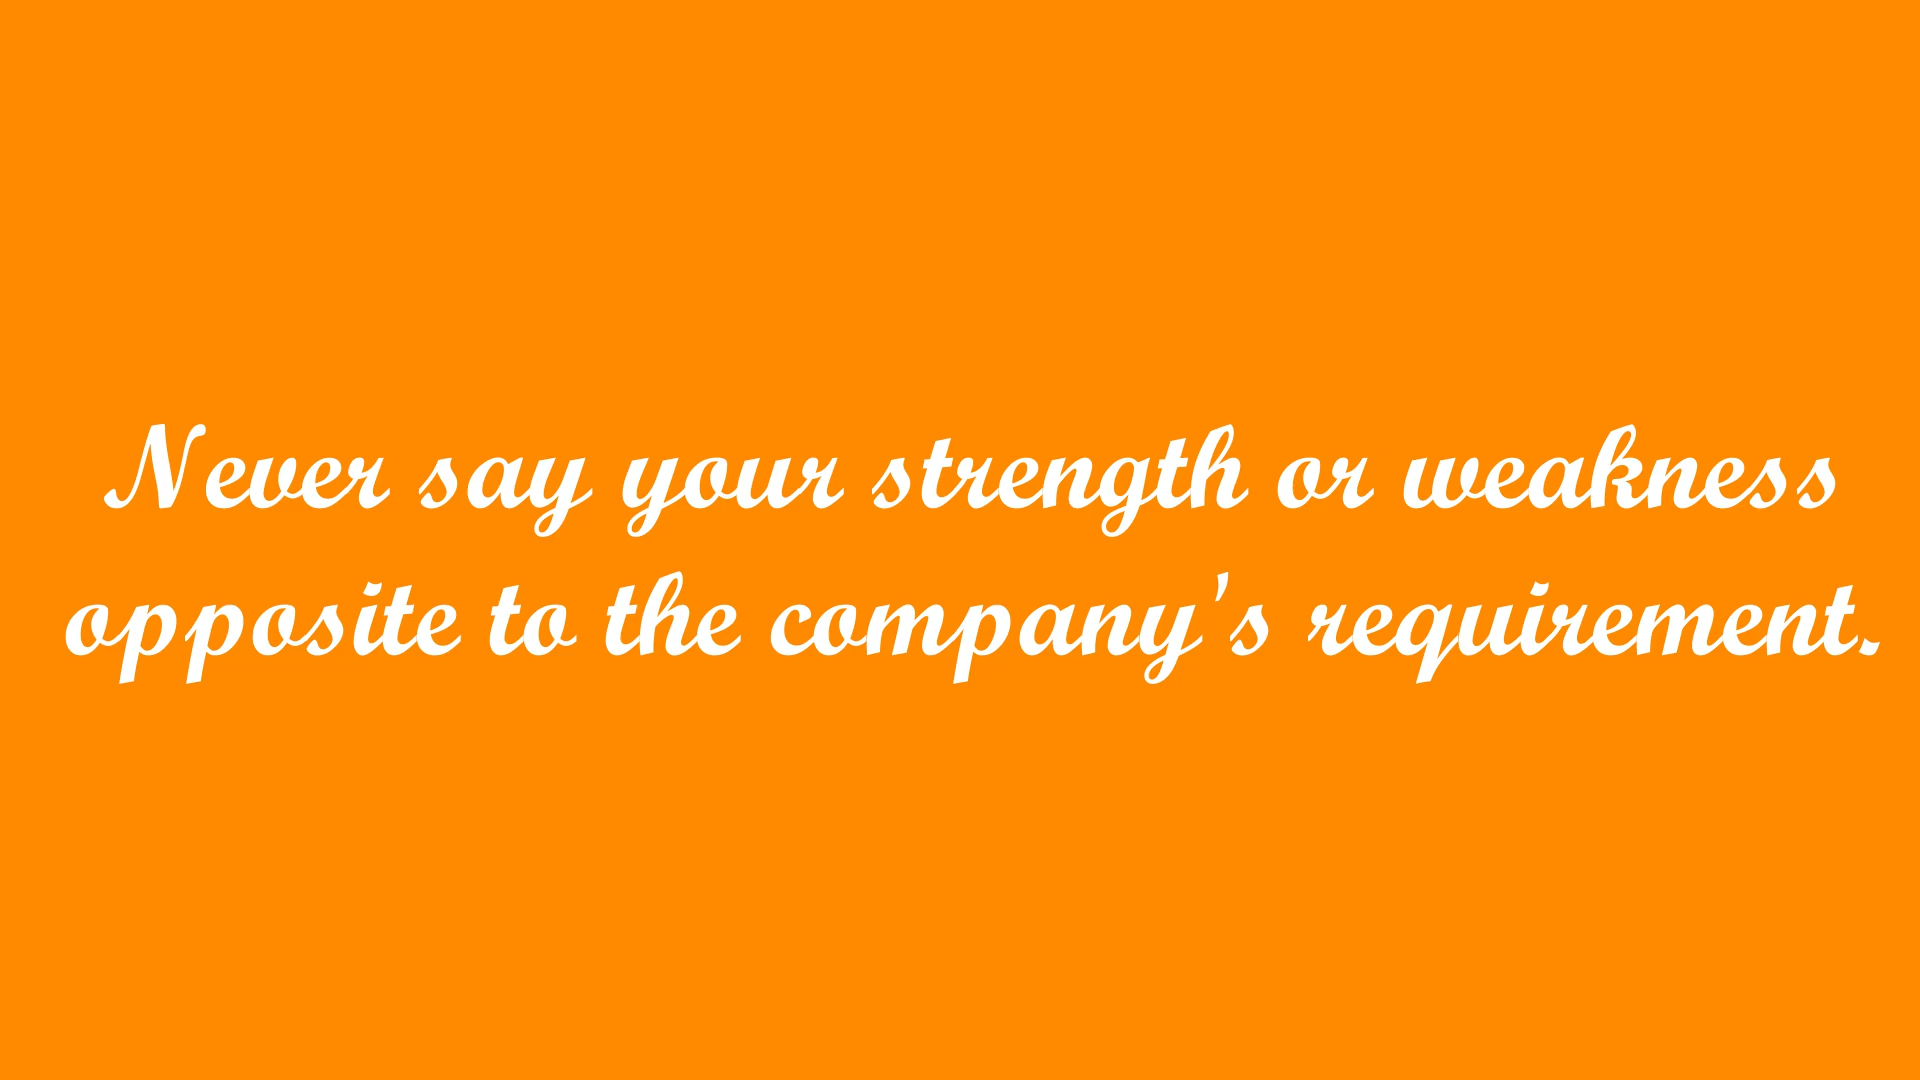 Never say your strength or weakness
opposite to the company's requirement.